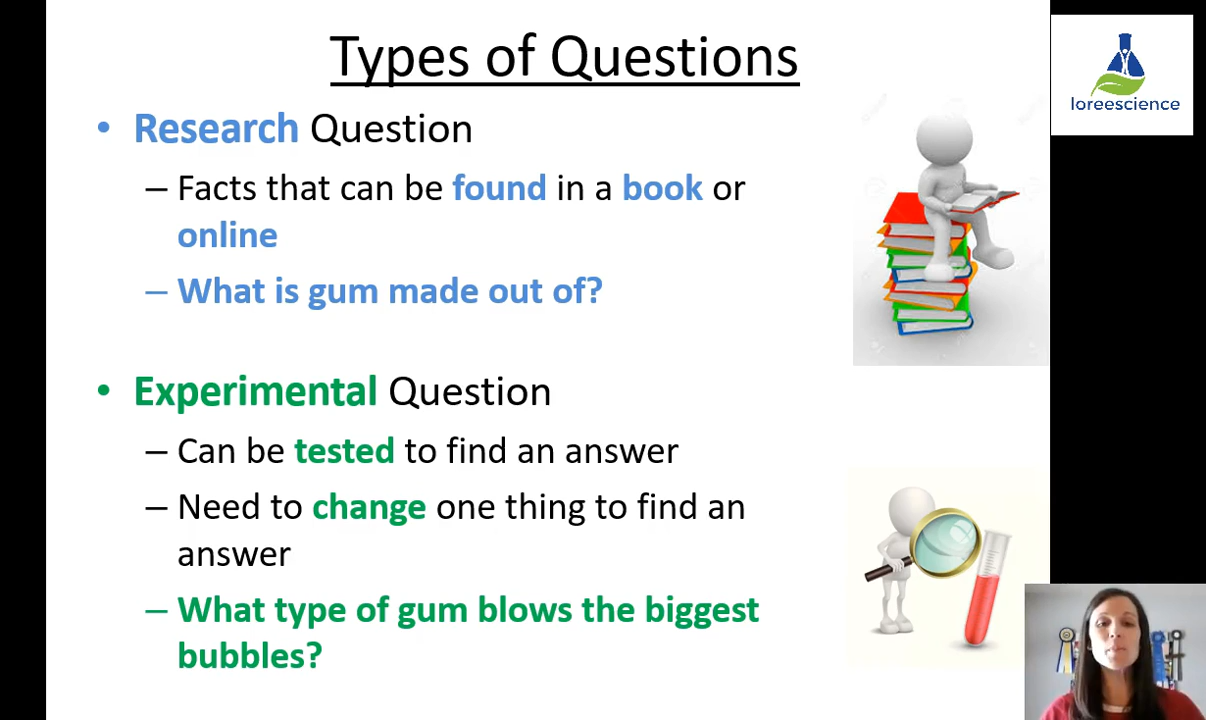 Types of Questions
loreescience
• Research Question
– Facts that can be found in a book or
online
– What is gum made out of?
• Experimental Question
– Can be tested to find an answer
– Need to change one thing to find an
answer
– What type of gum blows the biggest
bubbles?